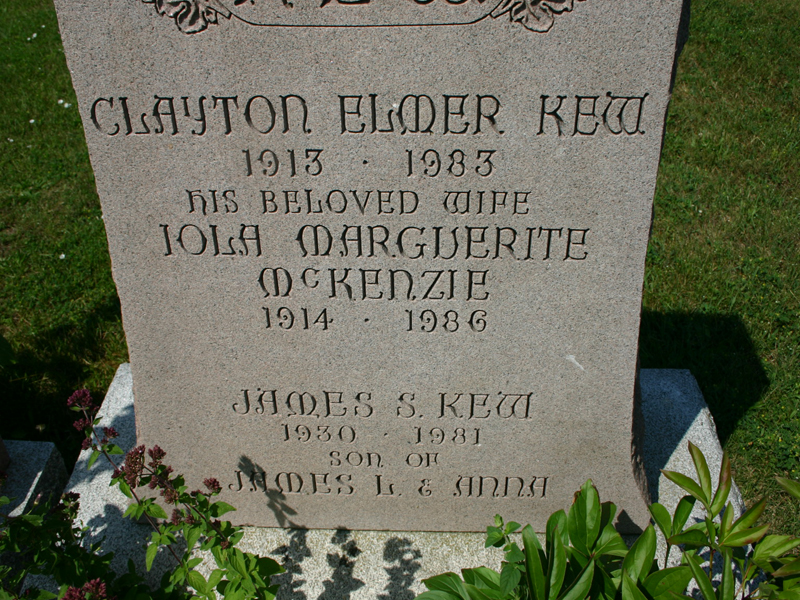 CLAYTON ELMER KEW
1913 · 1983
HIS BELOVED WIFE
IOLA MARGUERITE
McKENZIE
1914 · 1986
JAMES S. KEW
1930 · 1981
SON OF
JAMES L. & ANNA